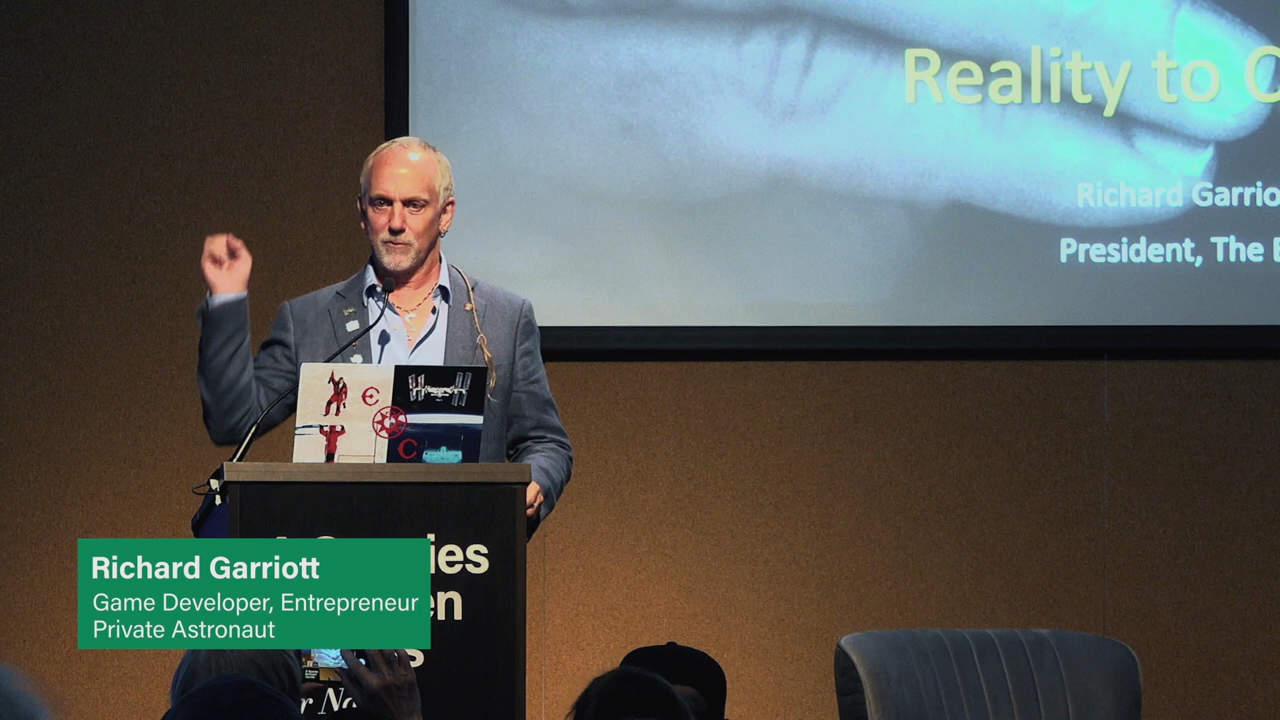 Reality to
Richard Garrio
President, The
ies
en
s
Richard Garriott
Game Developer, Entrepreneur
Private Astronaut